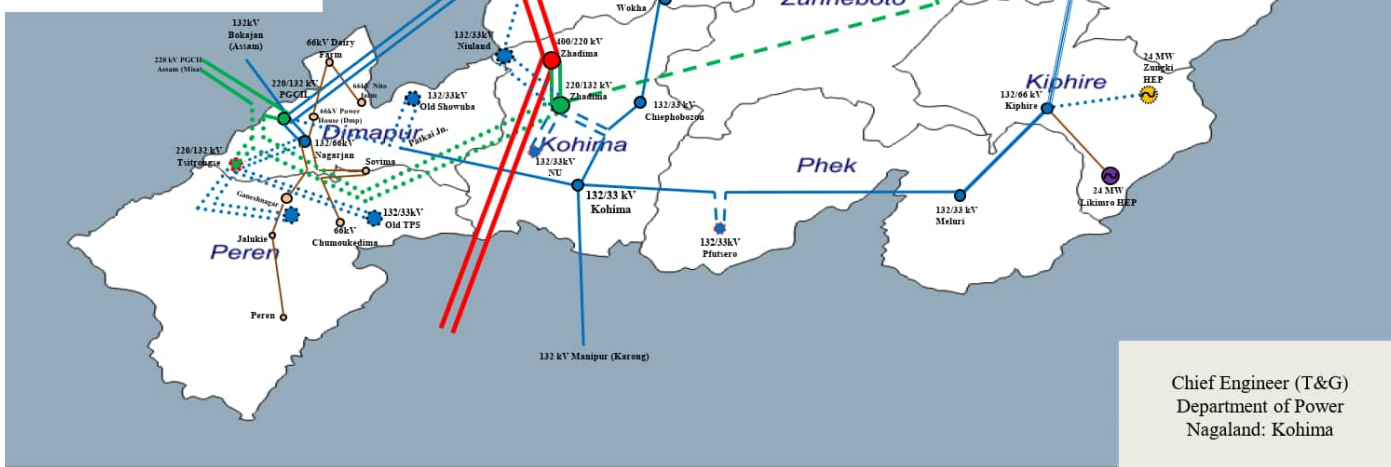 Wokha
Zunheboto
132kV
Bokajan
(Assam)
66kV Dairy
Farm
132/33kV
Niuland
400/220 kV
Zhadima
220 kV PGCIL
Assam (Misa)
220/132 kV
PGCIL
66kV Nito
66kV Power
House (Dmp)
132/33kV
Old Showuba
220/132 kV
Zhadima
132/33 kV
Chiephobozou
24 MW
Zungki
HEP
Kiphire
132/66 kV
Kiphire
Dimapur
Patkai Jn.
Kohima
132/66kV
Nagarjan
220/132 kV
Tsitrongse
Sovima
132/33kV
NU
Phek
Ganeshnagar
132/33 kV
Kohima
24 MW
Likimro HEP
132/33kV
Old TPS
66kV
Chumoukedima
132/33 kV
Meluri
Jalukie
Peren
132/33kV
Pfutsero
Peren
132 kV Manipur (Karong)
Chief Engineer (T&G)
Department of Power
Nagaland: Kohima